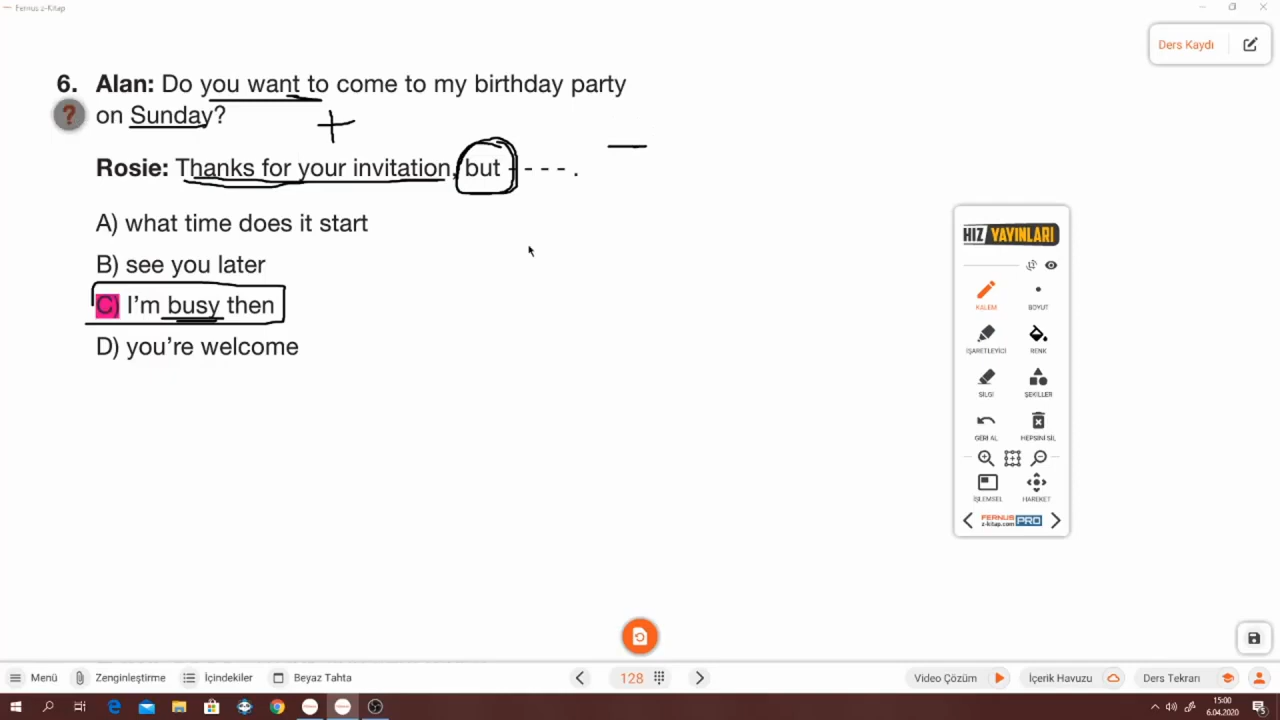 Fernus z-Kitap
Ders Kaydı
6. Alan: Do you want to come to my birthday party
on Sunday?
Rosie: Thanks for your invitation, but - - - - .
A) what time does it start
B) see you later
C) I'm busy then
D) you're welcome
HIZ YAYINLARI
KALEM
BOYUT
İŞARETLEYİCİ
RENK
SİLGİ
ŞEKİLLER
GERİ AL
HEPSİNİ SİL
İŞLEMSEL
HAREKET
FERNUS
z-kitap.com PRO
Menü
Zenginleştirme
İçindekiler
Beyaz Tahta
128
Video Çözüm
İçerik Havuzu
Ders Tekrarı
15:00
6.04.2020